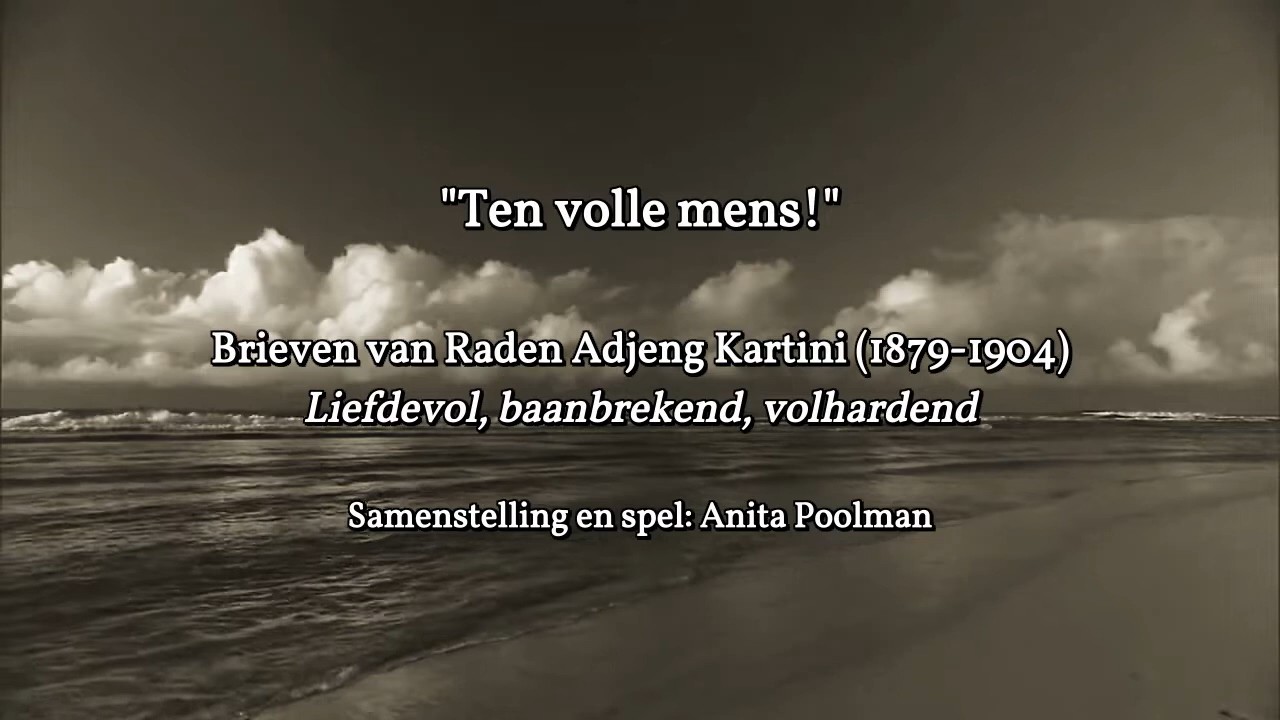 "Ten volle mens!"
Brieven van Raden Adjeng Kartini (1879-1904)
Liefdevol, baanbrekend, volhardend
Samenstelling en spel: Anita Poolman